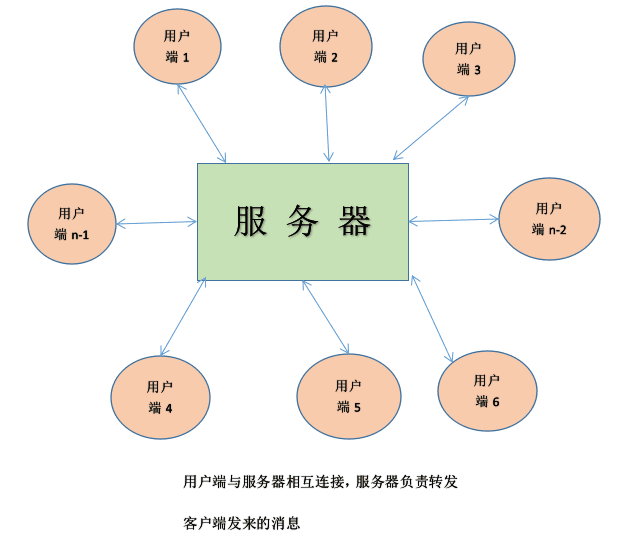 用户
端 1
用户
端 2
用户
端 3
用户
端 n-1
服 务 器
用户
端 n-2
用户
端 4
用户
端 5
用户
端 6
用户端与服务器相互连接，服务器负责转发
客户端发来的消息